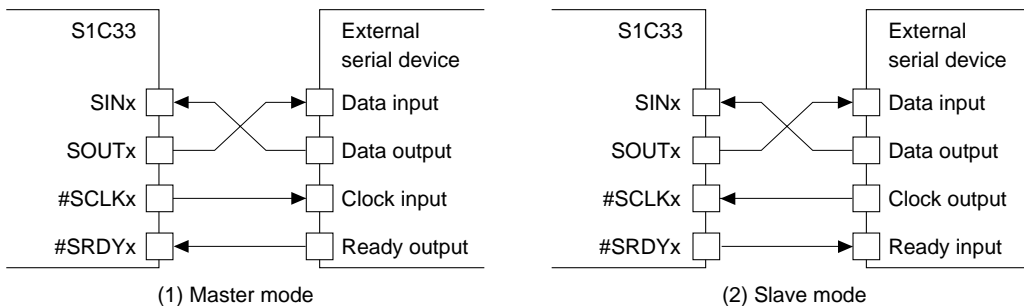 S1C33
External
serial device
SINx
Data input
SOUTx
Data output
#SCLKx
Clock input
#SRDYx
Ready output
(1) Master mode
S1C33
External
serial device
SINx
Data input
SOUTx
Data output
#SCLKx
Clock output
#SRDYx
Ready input
(2) Slave mode